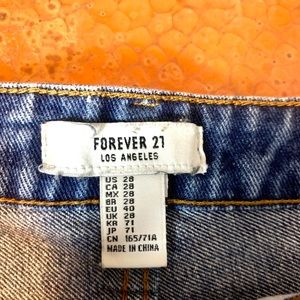 FOREVER 21
LOS ANGELES
US 28
CA 28
MX 28
BR 28
EU 40
UK 28
KR 71
JP 71
CN 165/71A
MADE IN CHINA